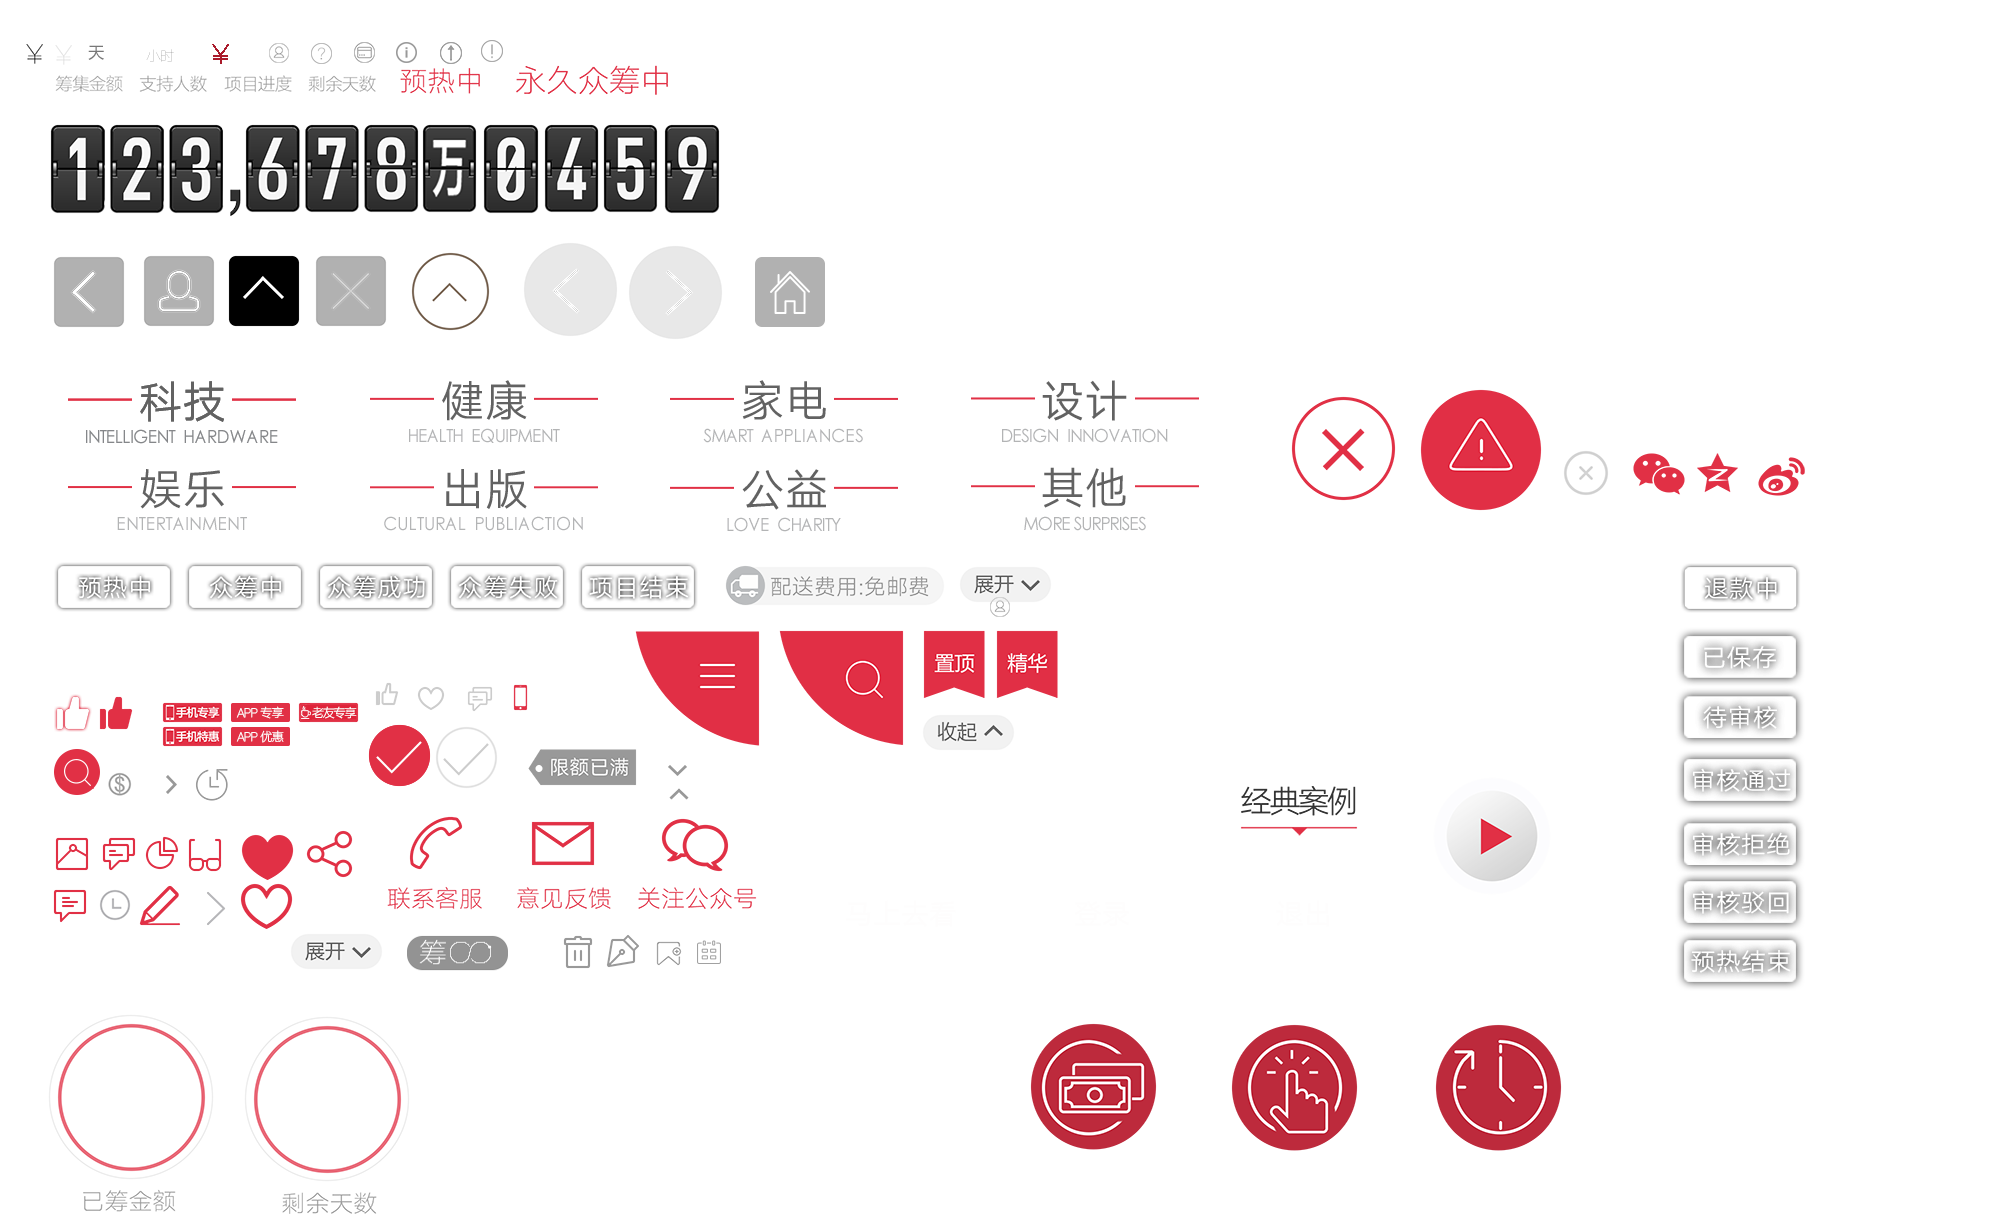 ¥ ¥ 天 小时 ¥
筹集金额 支持人数 项目进度 剩余天数 预热中 永久众筹中
123,678万0459
科技 健康 家电 设计
INTELLIGENT HARDWARE HEALTH EQUIPMENT SMART APPLIANCES DESIGN INNOVATION
娱乐 出版 公益 其他
ENTERTAINMENT CULTURAL PUBLIACTION LOVE CHARITY MORE SURPRISES
预热中 众筹中 众筹成功 众筹失败 项目结束 配送费用:免邮费 展开 退款中
置顶 精华 已保存
手机专享 APP 专享 老友专享 待审核
手机特惠 APP 优惠 收起
限额已满 审核通过
经典案例
审核拒绝
联系客服 意见反馈 关注公众号 审核驳回
展开 筹 预热结束
已筹金额 剩余天数